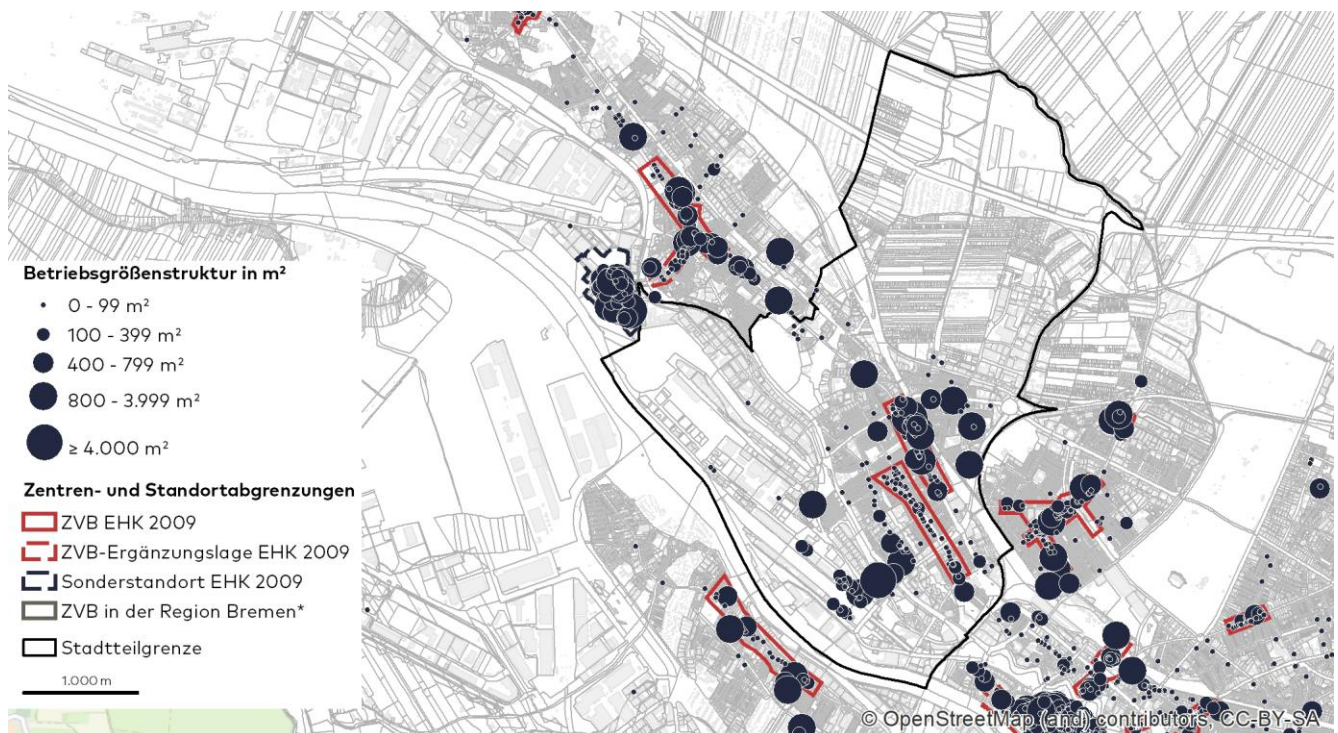 Betriebsgrößenstruktur in m²
0 - 99 m²
100 - 399 m²
400 - 799 m²
800 - 3.999 m²
≥ 4.000 m²
Zentren- und Standortabgrenzungen
ZVB EHK 2009
ZVB-Ergänzungslage EHK 2009
Sonderstandort EHK 2009
ZVB in der Region Bremen*
Stadtteilgrenze
1.000 m
© OpenStreetMap (and) contributors, CC-BY-SA